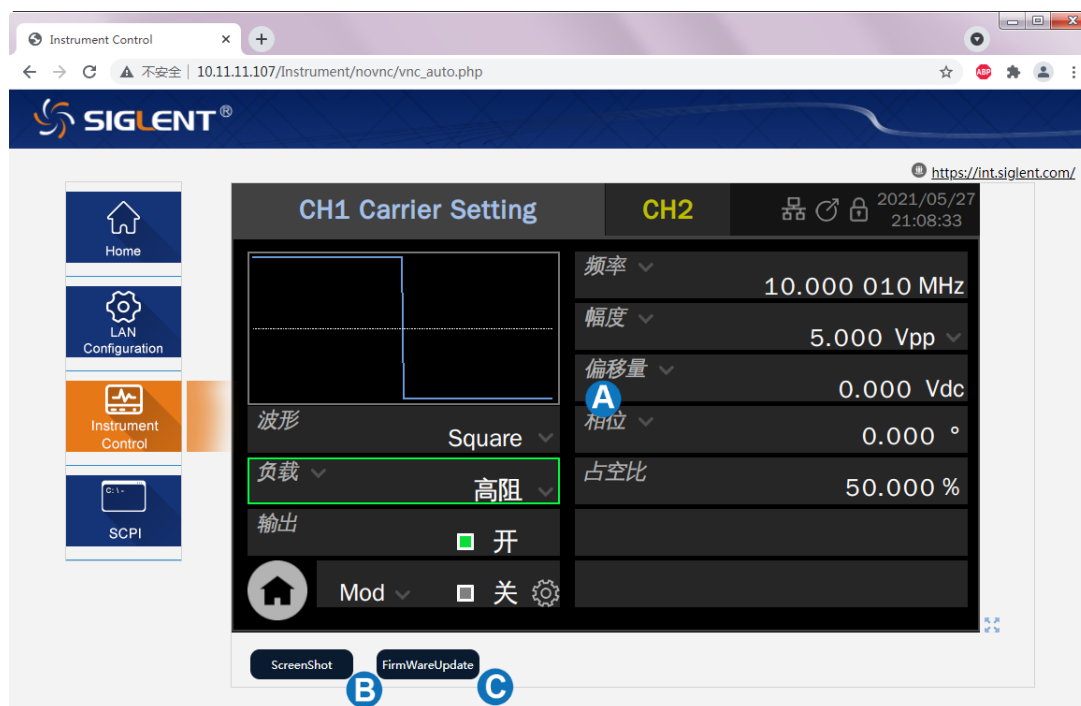 Instrument Control
不安全 | 10.11.11.107/Instrument/novnc/vnc_auto.php
ABP
SIGLENT®
https://int.siglent.com/
Home
LAN
Configuration
Instrument
Control
C:\-
SCPI
CH1 Carrier Setting
CH2
2021/05/27
21:08:33
波形
Square
负载
高阻
输出
开
Mod
关
频率
10.000 010 MHz
幅度
5.000 Vpp
偏移量
0.000 Vdc
A
相位
0.000 °
占空比
50.000 %
ScreenShot
B
FirmWareUpdate
C